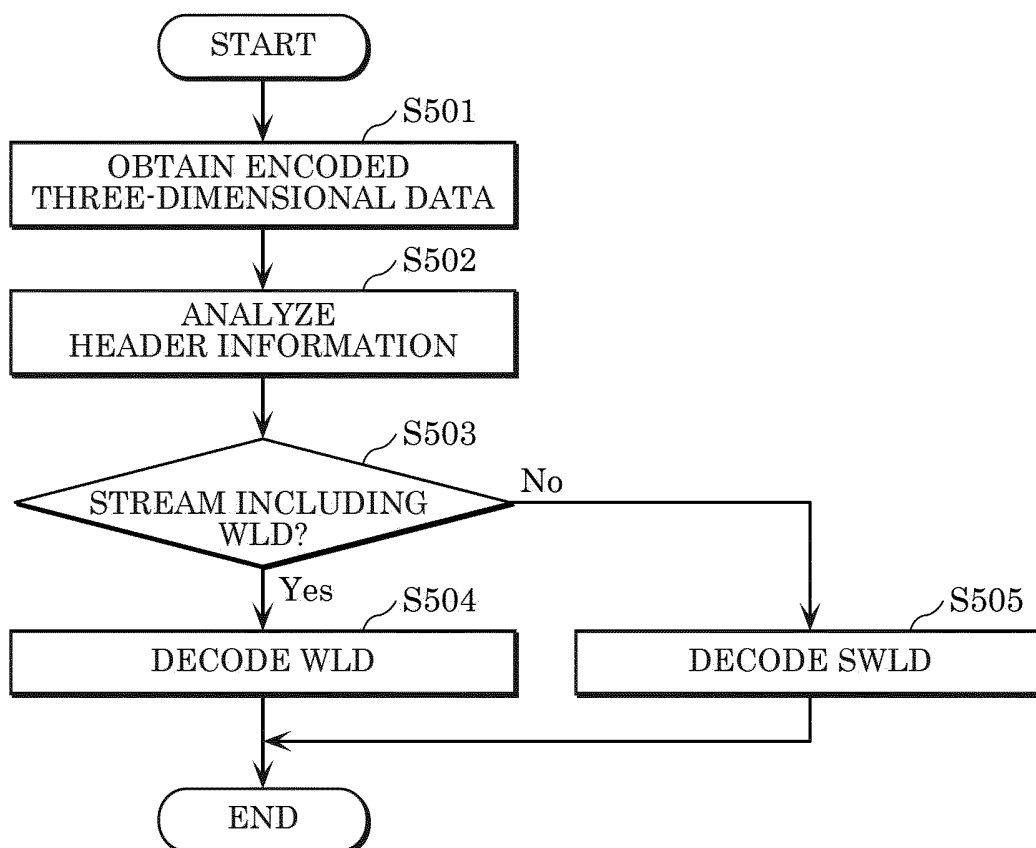 START
S501
OBTAIN ENCODED
THREE-DIMENSIONAL DATA
S502
ANALYZE
HEADER INFORMATION
S503
STREAM INCLUDING
WLD?
No
Yes
S504
DECODE WLD
S505
DECODE SWLD
END